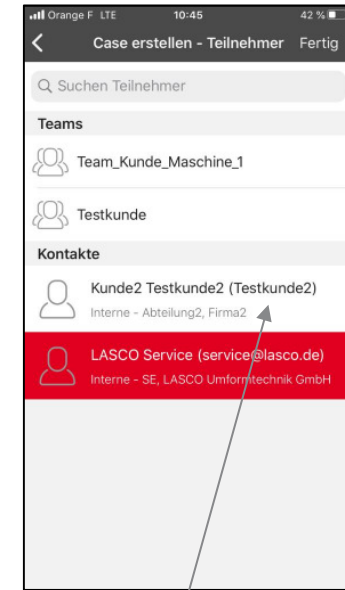 Orange F LTE 10:45 42 %
Case erstellen - Teilnehmer Fertig
Suchen Teilnehmer
Teams
Team_Kunde_Maschine_1
Testkunde
Kontakte
Kunde2 Testkunde2 (Testkunde2)
Interne - Abteilung2, Firma2
LASCO Service (service@lasco.de)
Interne - SE, LASCO Umformtechnik GmbH